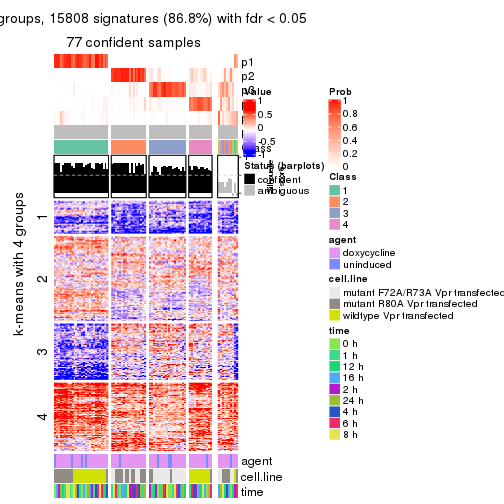 groups, 15808 signatures (86.8%) with fdr < 0.05
77 confident samples
p1
p2
p3
value
1
0.5
0
-0.5
-1
Prob
1
0.8
0.6
0.4
0.2
0
Status (barplots)
confident
ambiguous
Class
1
2
3
4
agent
doxycycline
uninduced
cell.line
mutant F72A/R73A Vpr transfected
mutant R80A Vpr transfected
wildtype Vpr transfected
time
0 h
1 h
12 h
16 h
2 h
24 h
4 h
6 h
8 h
k-means with 4 groups
1
2
3
4
agent
cell.line
time